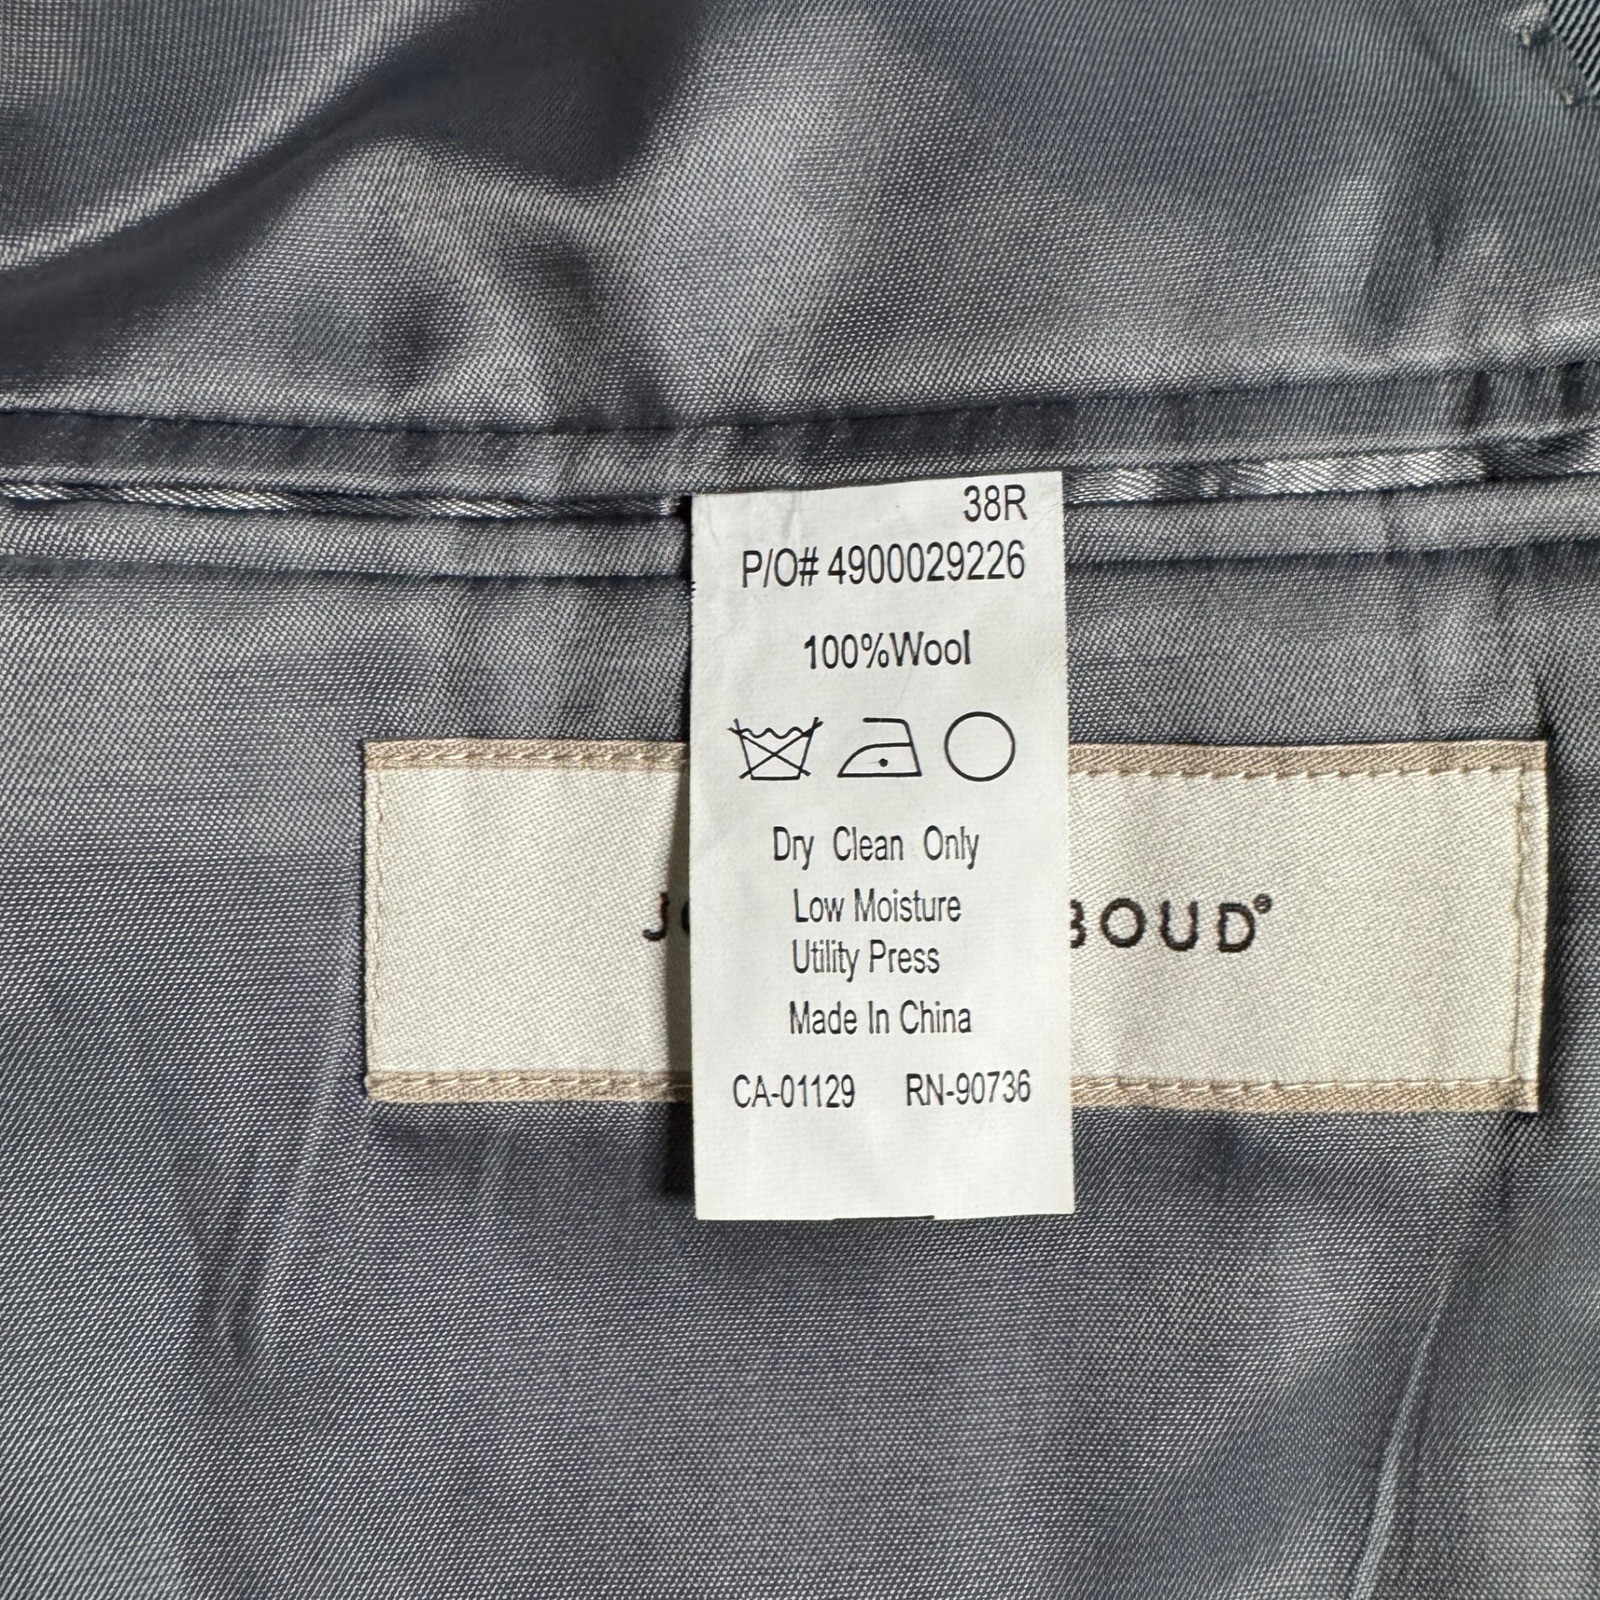 38R
P/O# 4900029226
100%Wool
Dry Clean Only
Low Moisture
Utility Press
Made In China
CA-01129 RN-90736
BOUD®